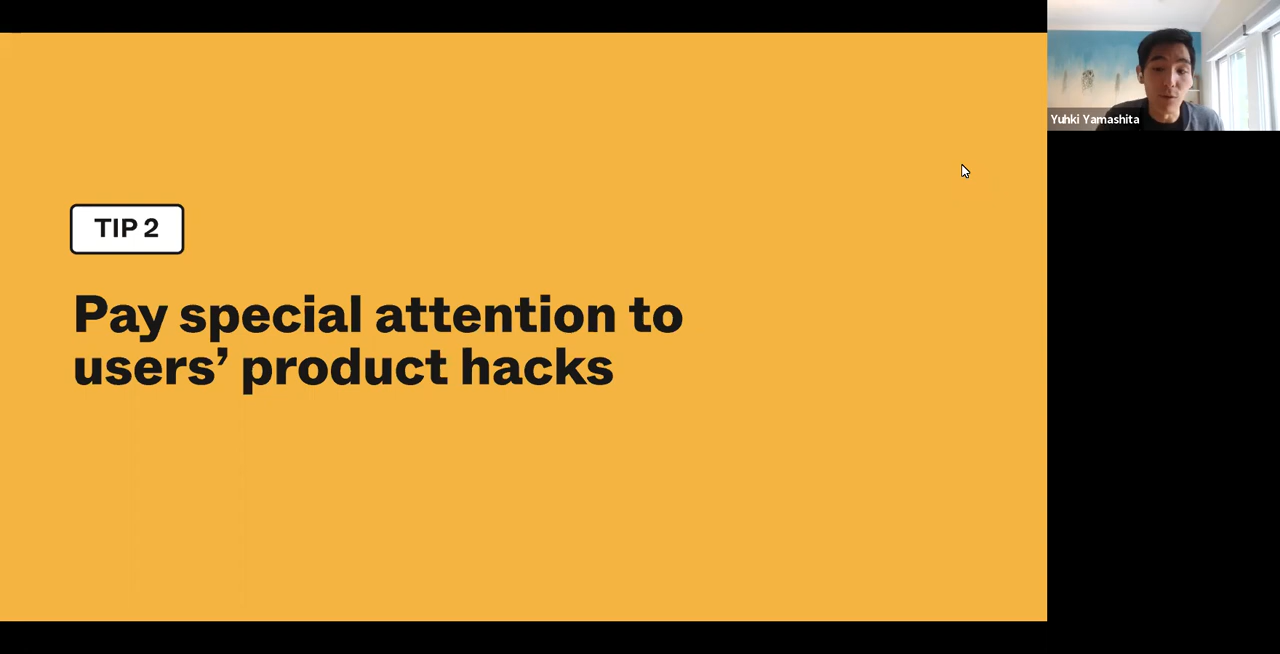 TIP 2
Pay special attention to
users’ product hacks
Yuhki Yamashita